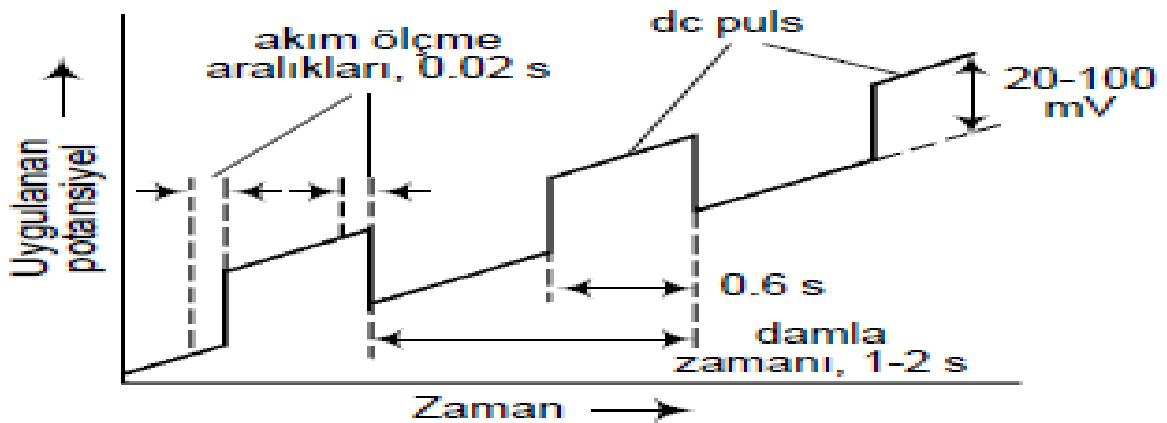 akım ölçme
aralıkları, 0.02 s
dc puls
20-100
mV
Uygulanan
potansiyel
0.6 s
damla
zamanı, 1-2 s
Zaman